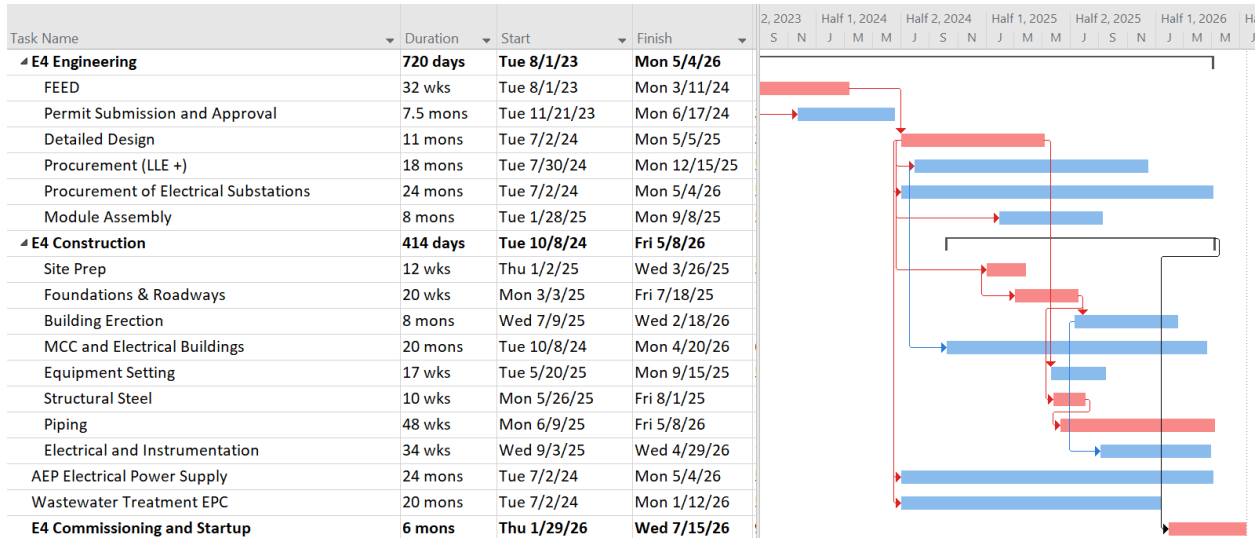 2, 2023 Half 1, 2024 Half 2, 2024 Half 1, 2025 Half 2, 2025 Half 1, 2026 Ha
Task Name Duration Start Finish S N J M M J S N J M M J S N J M M J
E4 Engineering 720 days Tue 8/1/23 Mon 5/4/26
FEED 32 wks Tue 8/1/23 Mon 3/11/24
Permit Submission and Approval 7.5 mons Tue 11/21/23 Mon 6/17/24
Detailed Design 11 mons Tue 7/2/24 Mon 5/5/25
Procurement (LLE +) 18 mons Tue 7/30/24 Mon 12/15/25
Procurement of Electrical Substations 24 mons Tue 7/2/24 Mon 5/4/26
Module Assembly 8 mons Tue 1/28/25 Mon 9/8/25
E4 Construction 414 days Tue 10/8/24 Fri 5/8/26
Site Prep 12 wks Thu 1/2/25 Wed 3/26/25
Foundations & Roadways 20 wks Mon 3/3/25 Fri 7/18/25
Building Erection 8 mons Wed 7/9/25 Wed 2/18/26
MCC and Electrical Buildings 20 mons Tue 10/8/24 Mon 4/20/26
Equipment Setting 17 wks Tue 5/20/25 Mon 9/15/25
Structural Steel 10 wks Mon 5/26/25 Fri 8/1/25
Piping 48 wks Mon 6/9/25 Fri 5/8/26
Electrical and Instrumentation 34 wks Wed 9/3/25 Wed 4/29/26
AEP Electrical Power Supply 24 mons Tue 7/2/24 Mon 5/4/26
Wastewater Treatment EPC 20 mons Tue 7/2/24 Mon 1/12/26
E4 Commissioning and Startup 6 mons Thu 1/29/26 Wed 7/15/26